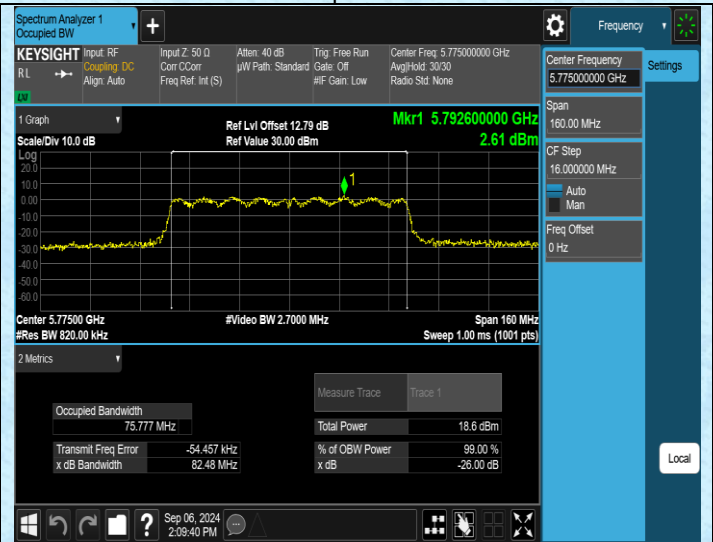 Spectrum Analyzer 1
Occupied BW
Frequency
KEYSIGHT
RL
LXI
Input: RF
Coupling: DC
Align: Auto
Input Z: 50 Ω
Corr CCorr
Freq Ref: Int (S)
Atten: 40 dB
µW Path: Standard
Trig: Free Run
Gate: Off
#IF Gain: Low
Center Freq: 5.775000000 GHz
Avg|Hold: 30/30
Radio Std: None
1 Graph
Scale/Div 10.0 dB
Ref Lvl Offset 12.79 dB
Ref Value 30.00 dBm
Mkr1 5.792600000 GHz
2.61 dBm
Log
20.0
10.0
0.00
-10.0
-20.0
-30.0
-40.0
-50.0
-60.0
1
Center 5.77500 GHz
#Res BW 820.00 kHz
#Video BW 2.7000 MHz
Span 160 MHz
Sweep 1.00 ms (1001 pts)
2 Metrics
Measure Trace
Trace 1
Occupied Bandwidth
75.777 MHz
Total Power
18.6 dBm
Transmit Freq Error
-54.457 kHz
% of OBW Power
99.00 %
x dB Bandwidth
82.48 MHz
x dB
-26.00 dB
Center Frequency
5.775000000 GHz
Settings
Span
160.00 MHz
CF Step
16.000000 MHz
Auto
Man
Freq Offset
0 Hz
Local
?
Sep 06, 2024
2:09:40 PM